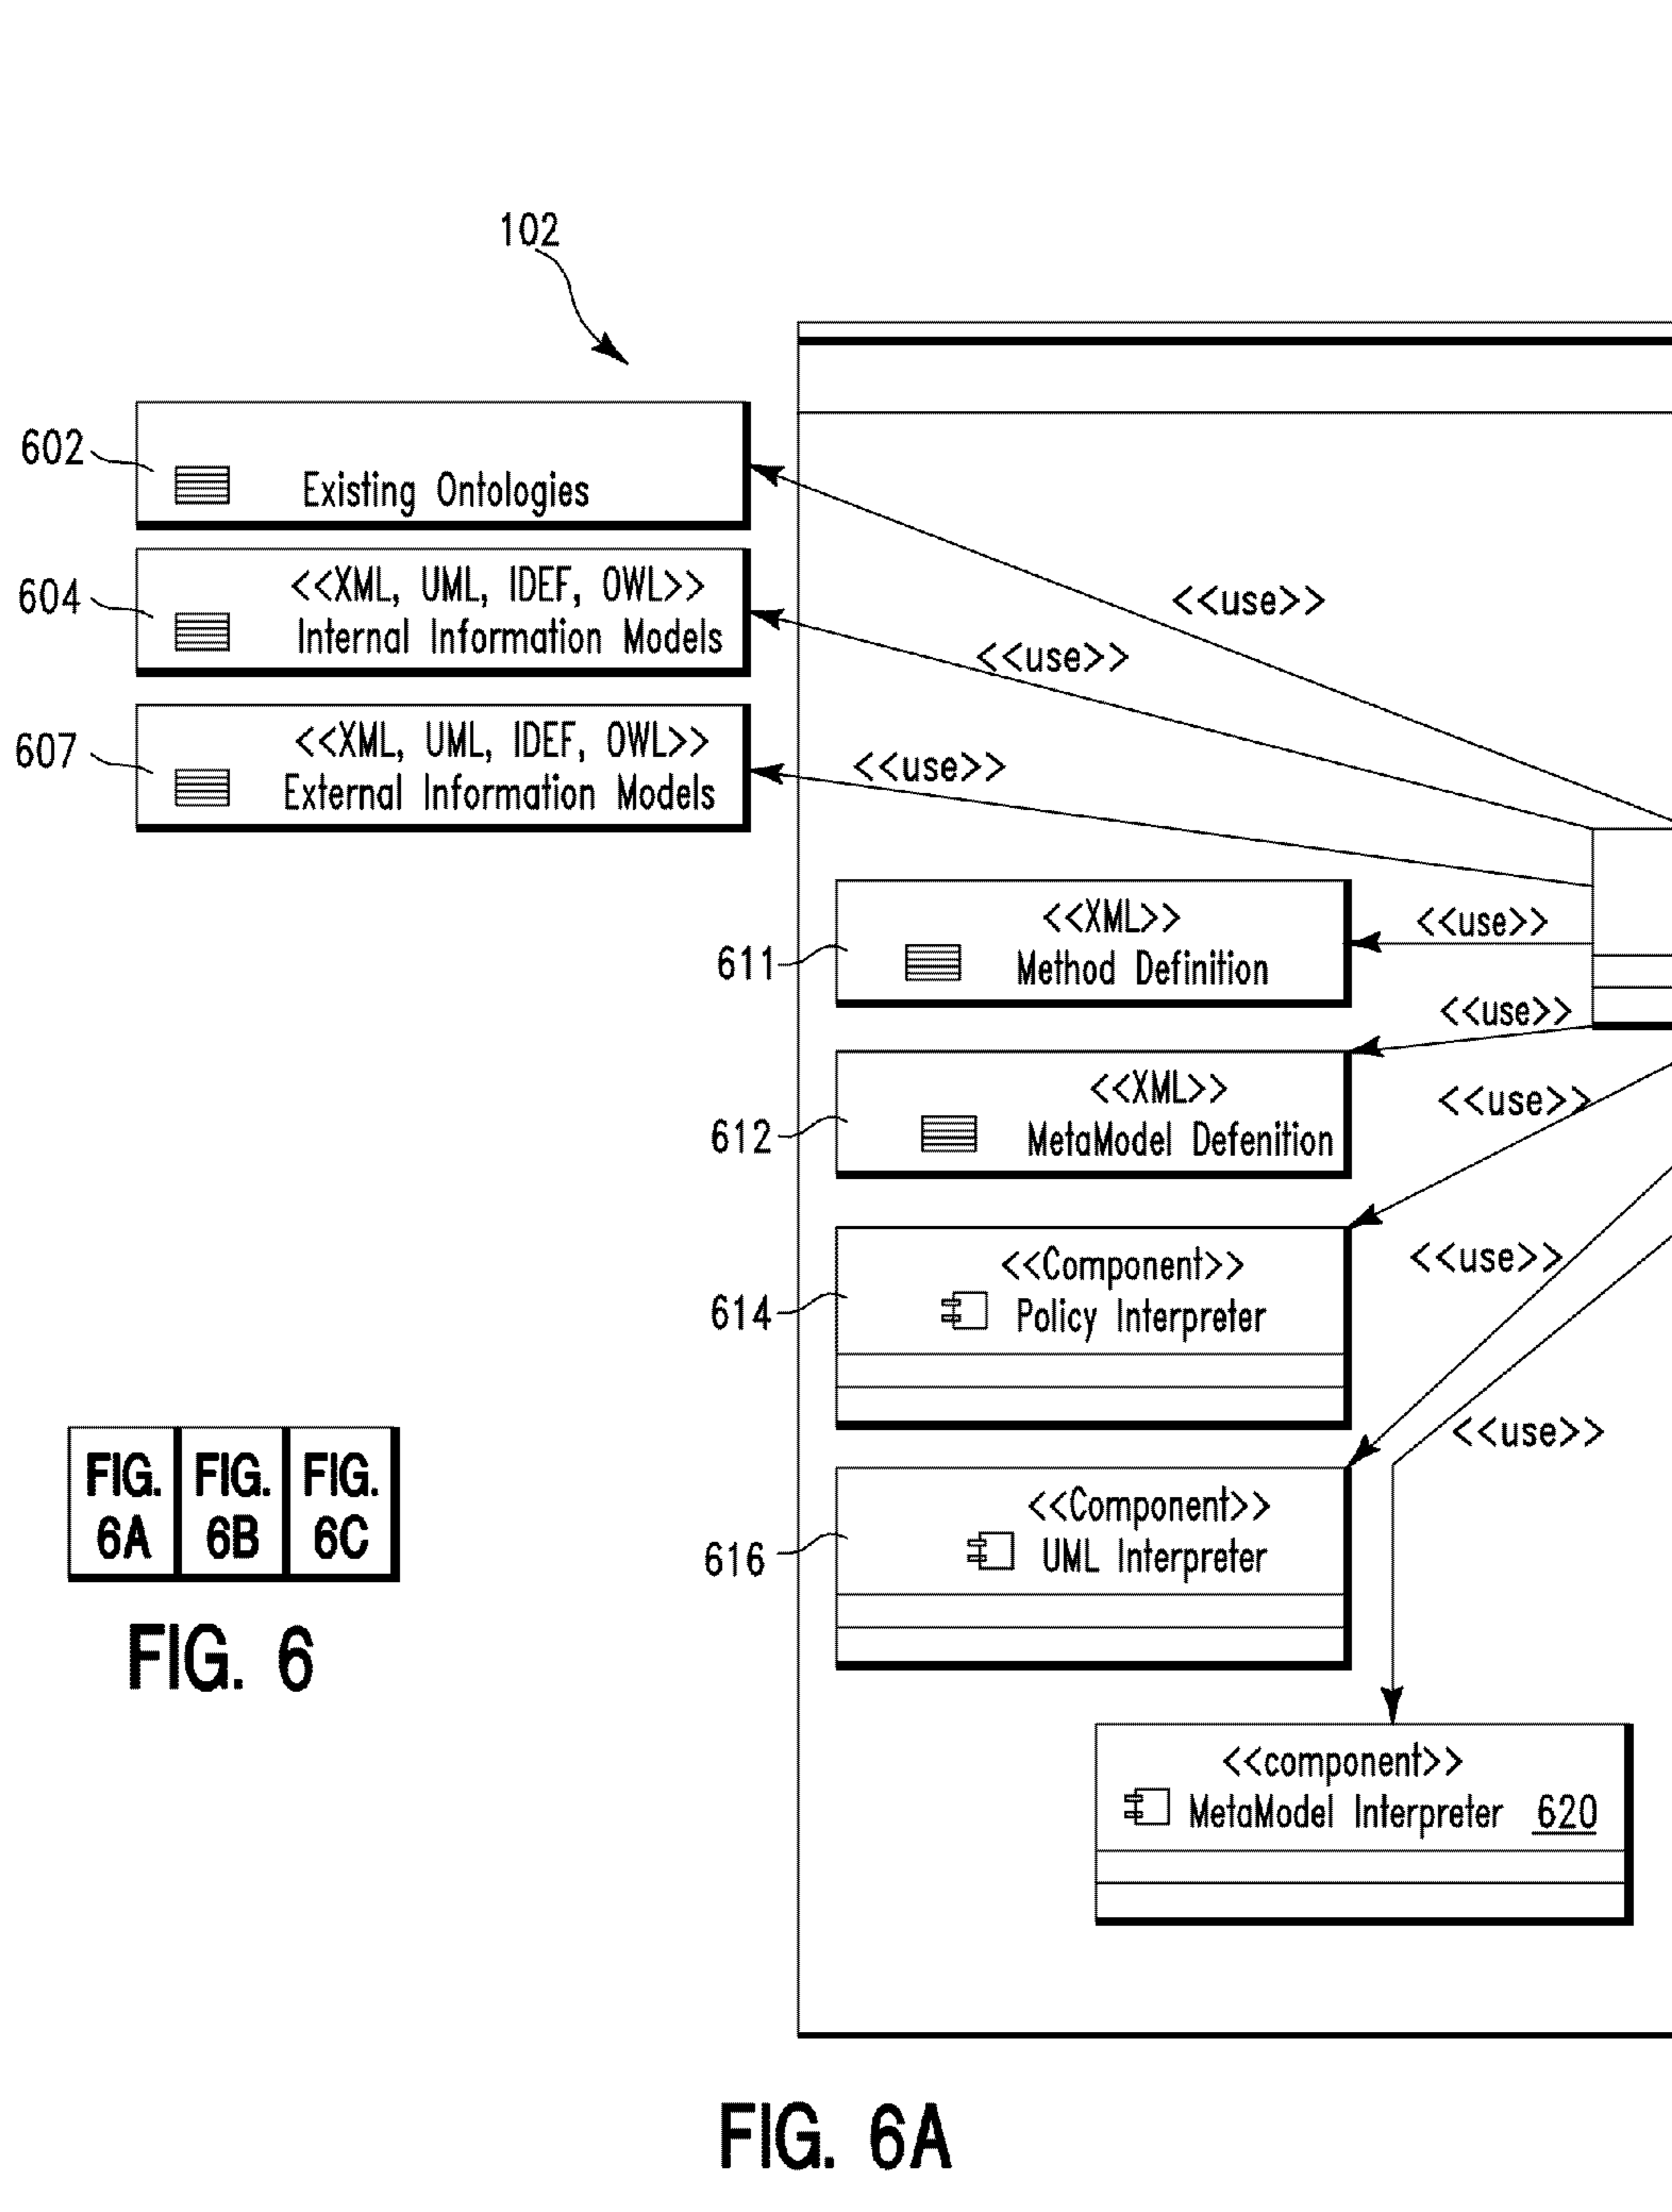 102
602
Existing Ontologies
604
<<XML, UML, IDEF, OWL>>
Internal Information Models
<<use>>
<<use>>
607
<<XML, UML, IDEF, OWL>>
External Information Models
<<use>>
611
<<XML>>
Method Definition
<<use>>
<<use>>
612
<<XML>>
MetaModel Defenition
<<use>>
614
<<Component>>
Policy Interpreter
<<use>>
616
<<Component>>
UML Interpreter
<<use>>
<<component>>
MetaModel Interpreter 620
FIG. 6A
FIG. 6B
FIG. 6C
FIG. 6
FIG. 6A